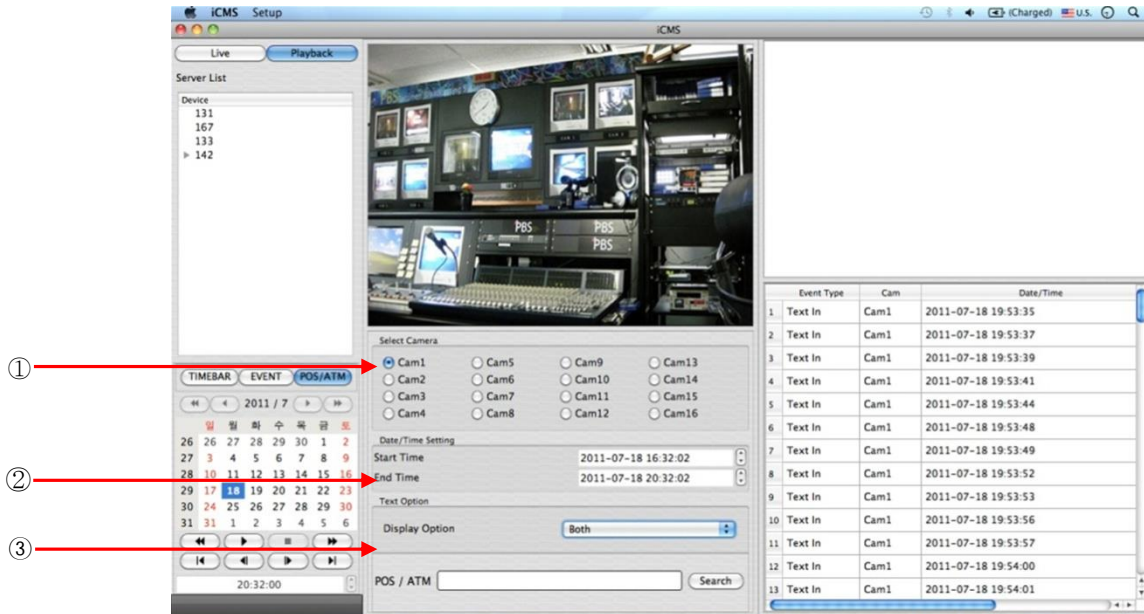 iCMS Setup (Charged) U.S.
iCMS
Live Playback
Server List
Device
131
167
133
142
PBS
PBS
PBS
PBS
Select Camera
Cam1 Cam5 Cam9 Cam13
Cam2 Cam6 Cam10 Cam14
Cam3 Cam7 Cam11 Cam15
Cam4 Cam8 Cam12 Cam16
①
TIMEBAR EVENT POS/ATM
2011 / 7
일 월 화 수 목 금 토
26 26 27 28 29 30 1 2
27 3 4 5 6 7 8 9
28 10 11 12 13 14 15 16
29 17 18 19 20 21 22 23
30 24 25 26 27 28 29 30
31 31 1 2 3 4 5 6
20:32:00
Date/Time Setting
Start Time 2011-07-18 16:32:02
② End Time 2011-07-18 20:32:02
Text Option
Display Option Both
③
POS / ATM Search
Event Type Cam Date/Time
1 Text In Cam1 2011-07-18 19:53:35
2 Text In Cam1 2011-07-18 19:53:37
3 Text In Cam1 2011-07-18 19:53:39
4 Text In Cam1 2011-07-18 19:53:41
5 Text In Cam1 2011-07-18 19:53:44
6 Text In Cam1 2011-07-18 19:53:48
7 Text In Cam1 2011-07-18 19:53:49
8 Text In Cam1 2011-07-18 19:53:52
9 Text In Cam1 2011-07-18 19:53:53
10 Text In Cam1 2011-07-18 19:53:56
11 Text In Cam1 2011-07-18 19:53:57
12 Text In Cam1 2011-07-18 19:54:00
13 Text In Cam1 2011-07-18 19:54:01